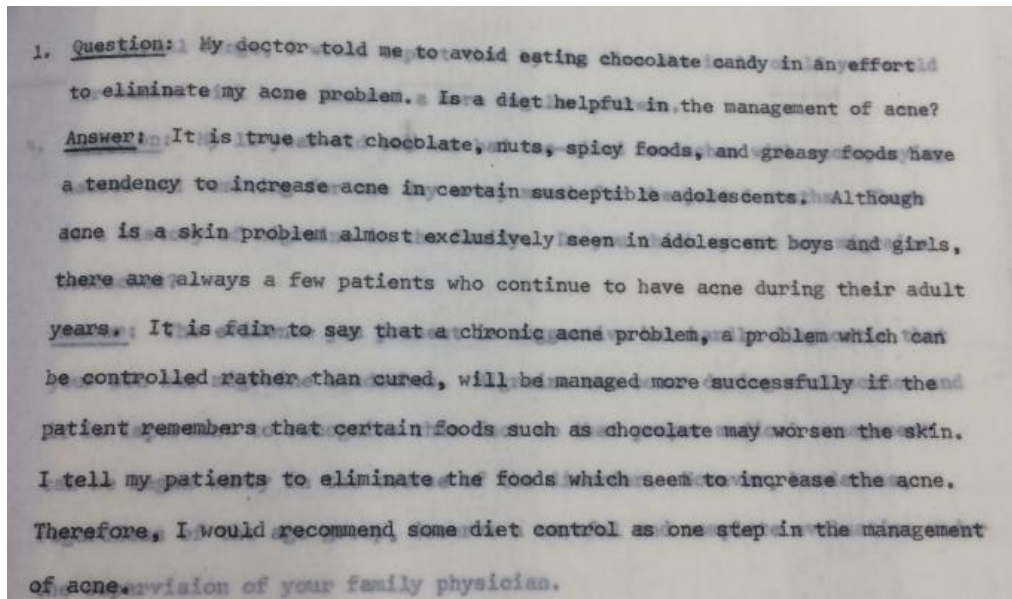 1. Question: My doctor told me to avoid eating chocolate candy in an effort
to eliminate my acne problem. Is a diet helpful in the management of acne?
Answer: It is true that chocolate, nuts, spicy foods, and greasy foods have
a tendency to increase acne in certain susceptible adolescents. Although
acne is a skin problem almost exclusively seen in adolescent boys and girls,
there are always a few patients who continue to have acne during their adult
years. It is fair to say that a chronic acne problem, a problem which can
be controlled rather than cured, will be managed more successfully if the
patient remembers that certain foods such as chocolate may worsen the skin.
I tell my patients to eliminate the foods which seem to increase the acne.
Therefore, I would recommend some diet control as one step in the management
of acne. of your family physician.